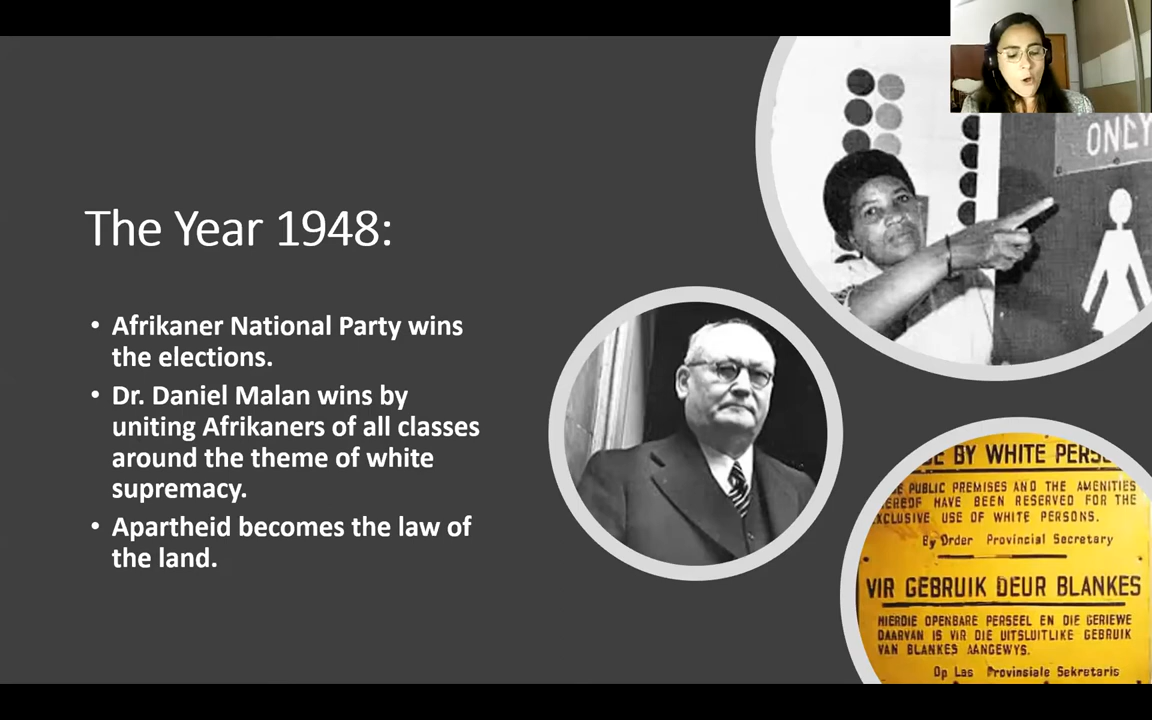 The Year 1948:
• Afrikaner National Party wins
the elections.
• Dr. Daniel Malan wins by
uniting Afrikaners of all classes
around the theme of white
supremacy.
• Apartheid becomes the law of
the land.
ONLY
BY WHITE
PUBLIC PREMISES AND THE AMENITIES
HAVE BEEN RESERVED FOR THE
EXCLUSIVE USE OF WHITE PERSONS.
By Order Provincial Secretary
VIR GEBRUIK DEUR BLANKES
HIERDIE OPENBARE PERSEEL EN DIE GERIEWE
DAARVAN IS VIR DIE UITSLUITLIKE GEBRUIK
VAN BLANKES AANGEWYS.
Op Las Provinsiale Sekretaris